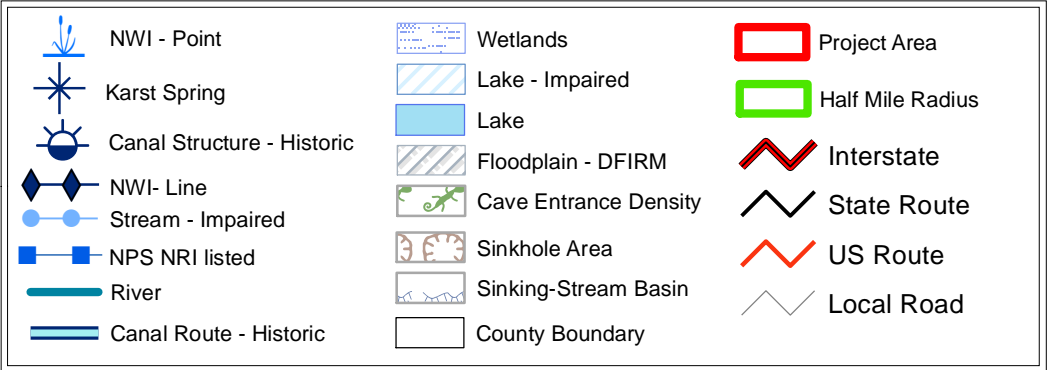 NWI - Point
Karst Spring
Canal Structure - Historic
NWI- Line
Stream - Impaired
NPS NRI listed
River
Canal Route - Historic
Wetlands
Lake - Impaired
Lake
Floodplain - DFIRM
Cave Entrance Density
Sinkhole Area
Sinking-Stream Basin
County Boundary
Project Area
Half Mile Radius
Interstate
State Route
US Route
Local Road